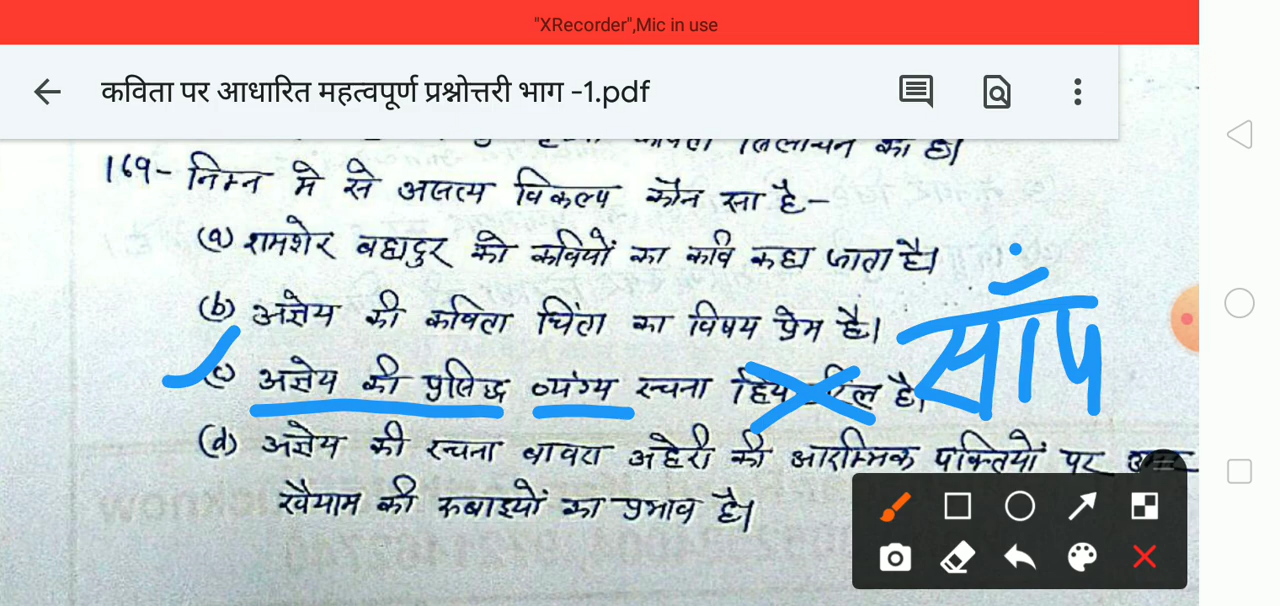 "XRecorder",Mic in use
कविता पर आधारित महत्वपूर्ण प्रश्नोत्तरी भाग -1.pdf
त्रिलोचन की है।
169- निम्न मे से असत्य विकल्प कौन सा है-
(a) शमशेर बहादुर को कवियों का कवि कहा जाता है।
(b) अज्ञेय की कविता चिंता का विषय प्रेम है।
(c) अज्ञेय की प्रसिद्ध व्यंग्य रचना है।
साँप
(d) अज्ञेय की रचना बावरा अहेरी की आरम्भिक पंक्तियों पर
खैयाम की रुबाइयों का प्रभाव है।